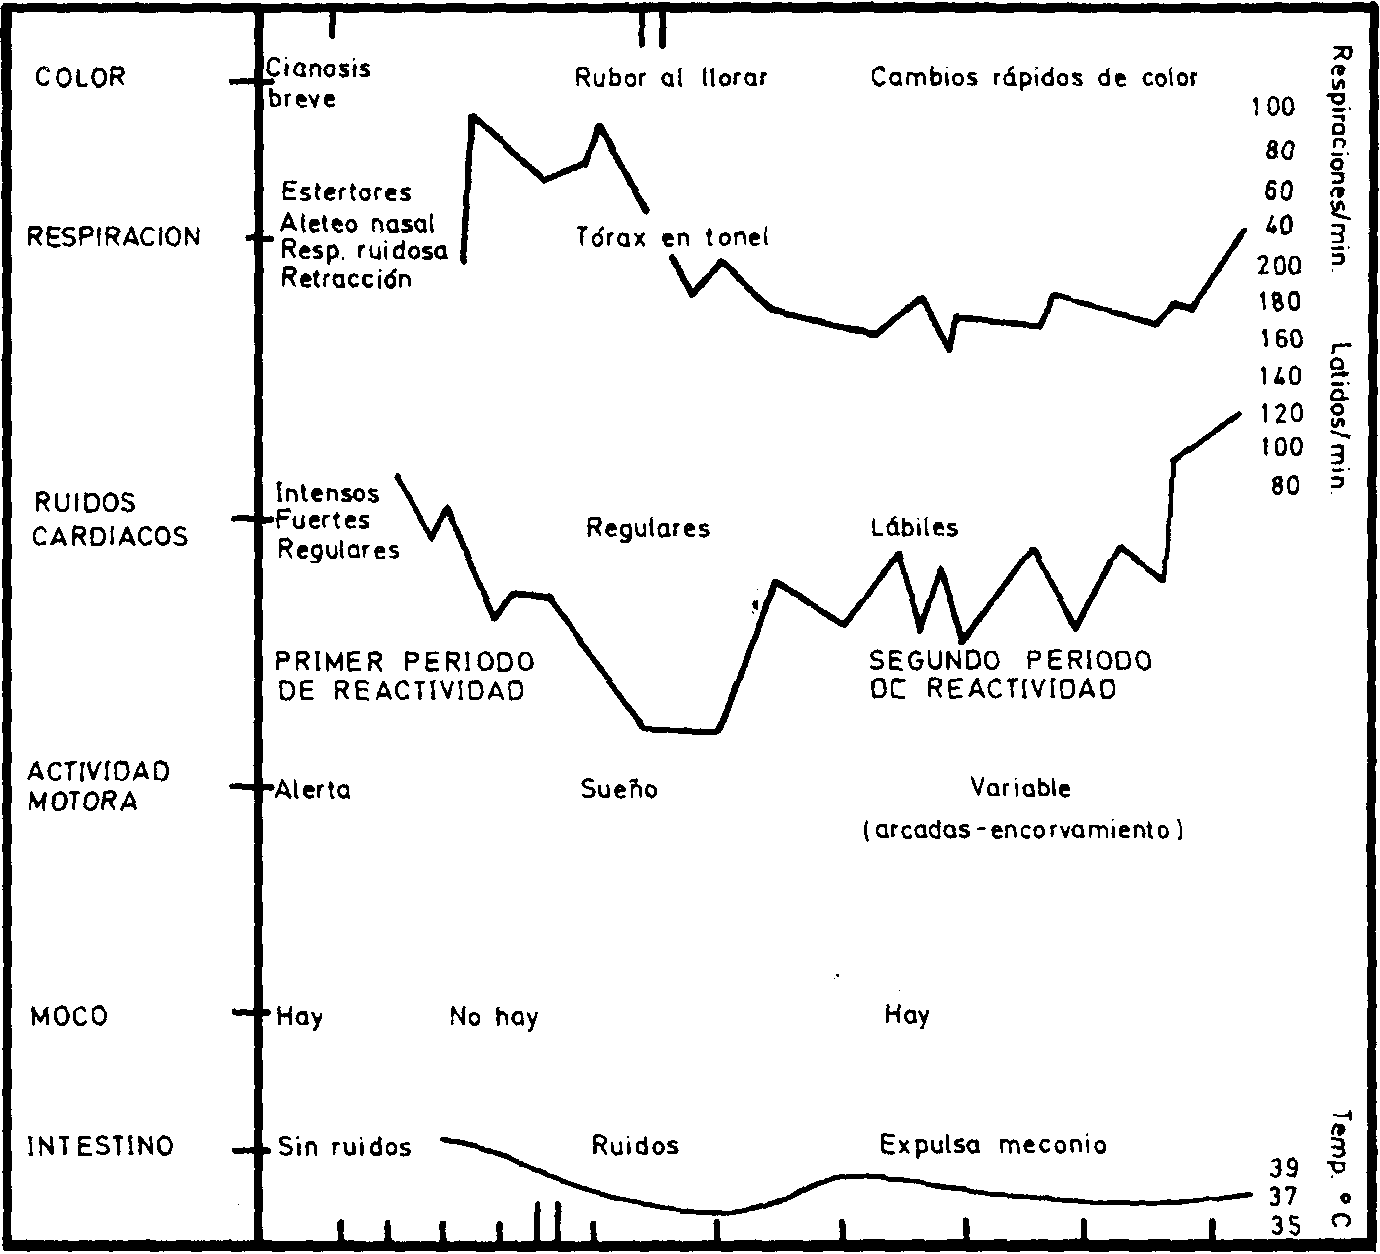 COLOR
Cianosis
breve
Rubor al llorar
Cambios rápidos de color
Respiraciones/min.
100
80
60
40
RESPIRACION
Estertores
Aleteo nasal
Resp. ruidosa
Retracción
Tórax en tonel
Latidos/min.
200
180
160
140
120
100
80
RUIDOS
CARDIACOS
Intensos
Fuertes
Regulares
Regulares
Lábiles
PRIMER PERIODO
DE REACTIVIDAD
SEGUNDO PERIODO
DE REACTIVIDAD
ACTIVIDAD
MOTORA
Alerta
Sueño
Variable
(arcadas-encorvamiento)
MOCO
Hay
No hay
Hay
INTESTINO
Sin ruidos
Ruidos
Expulsa meconio
Temp. °C
39
37
35